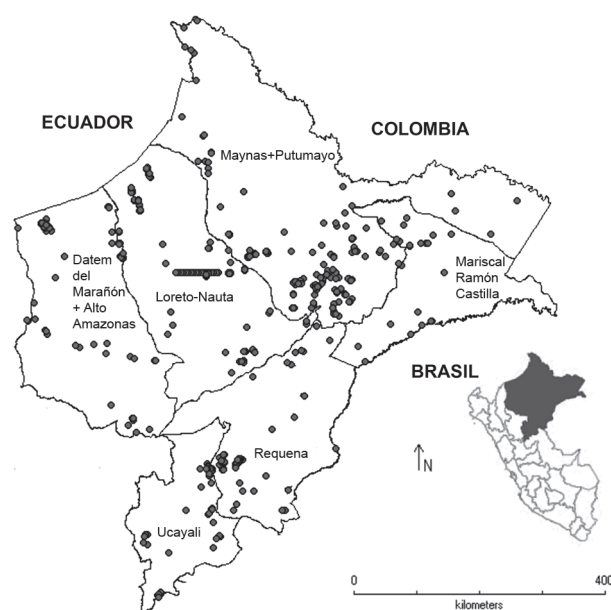 ECUADOR
COLOMBIA
Maynas+Putumayo
Datem
del
Marañón
+ Alto
Amazonas
Loreto-Nauta
Mariscal
Ramón
Castilla
BRASIL
Requena
N
Ucayali
0
400
kilometers